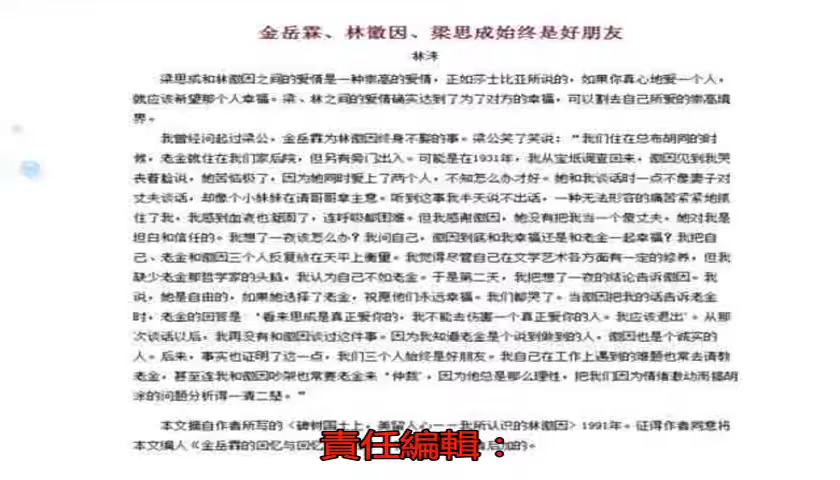 金岳霖、林徽因、梁思成始终是好朋友
林洙
梁思成和林徽因之间的爱情是一种崇高的爱情，正如莎士比亚所说的，如果你真心地爱一个人，
就应该希望那个人幸福。梁、林之间的爱情确实达到了为了对方的幸福，可以割去自己所爱的崇高境
界。
我曾经问起过梁公，金岳霖为林徽因终身不娶的事。梁公笑了笑说：“我们住在总布胡同的时
候，老金就住在我们家后院，但另有旁门出入。可能是在1931年，我从宝坻调查回来，徽因见到我哭
丧着脸说，她苦恼极了，因为她同时爱上了两个人，不知怎么办才好。她和我谈话时一点不像妻子对
丈夫谈话，却像个小妹妹在请哥哥拿主意。听到这事我半天说不出话，一种无法形容的痛苦紧紧地抓
住了我，我感到血液也凝固了，连呼吸都困难。但我感谢徽因，她没有把我当一个傻丈夫，她对我是
坦白和信任的。我想了一夜该怎么办？我问自己，徽因到底和我幸福还是和老金一起幸福？我把自
己、老金和徽因三个人反复放在天平上衡量。我觉得尽管自己在文学艺术各方面有一定的修养，但我
缺少老金那哲学家的头脑，我认为自己不如老金。于是第二天，我把想了一夜的结论告诉徽因。我
说，她是自由的，如果她选择了老金，祝愿他们永远幸福。我们都哭了。当徽因把我的话告诉老金
时，老金的回答是：‘看来思成是真正爱你的，我不能去伤害一个真正爱你的人。我应该退出’。从那
次谈话以后，我再没有和徽因谈过这件事。因为我知道老金是个说到做到的人，徽因也是个诚实的
人。后来，事实也证明了这一点，我们三个人始终是好朋友。我自己在工作上遇到的难题也常去请教
老金，甚至连我和徽因吵架也常要老金来‘仲裁’，因为他总是那么理性，把我们因为情绪激动而搞胡
涂的问题分析得一清二楚。”
本文摘自作者所写的《碑树国土上，美留人心——我所认识的林徽因》1991年。征得作者同意将
本文编入《金岳霖的回忆与回后加的。
責任編輯：